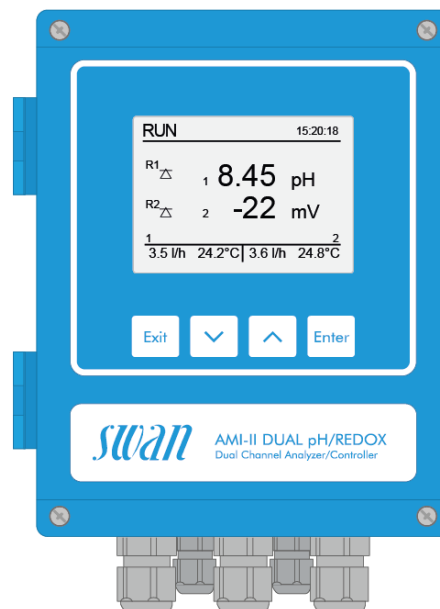 RUN 15:20:18
R1 1 8.45 pH
R2 2 -22 mV
1 2
3.5 l/h 24.2°C 3.6 l/h 24.8°C
Exit Enter
swan AMI-II DUAL pH/REDOX
Dual Channel Analyzer/Controller